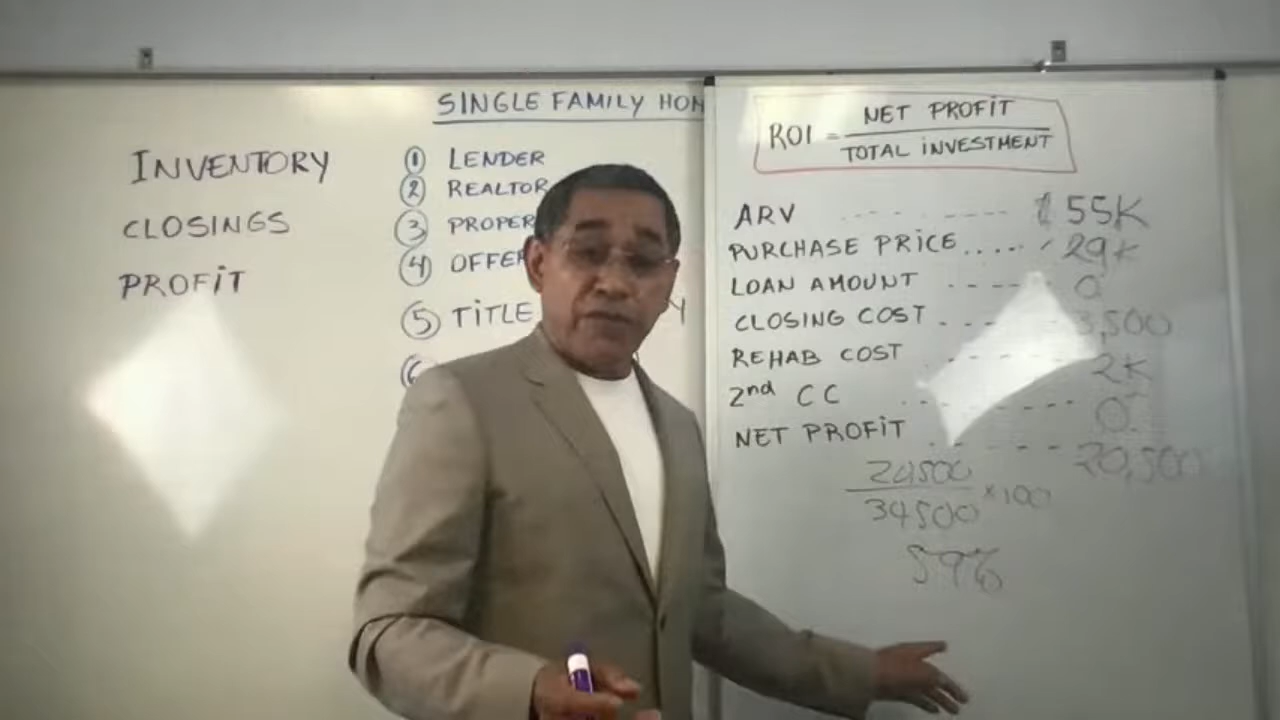 INVENTORY
CLOSINGS
PROFiT
SINGLE FAMILY HOM
① LENDER
② REALTOR
③ PROPER
④ OFFE
⑤ TiTLE Y
⑥
ROI = NET PROFiT
TOTAL iNVESTMENT
ARV - - - - - - - 55K
PURCHASE PRICE..... 29K
LOAN AMOUNT - - - - - 0
CLOSING COST - - - 3,500
REHAB COST - - - - 2K
2nd CC - - - - - 0
NET PROFiT - - - - - 20,500
20500
34500 ×100
59%